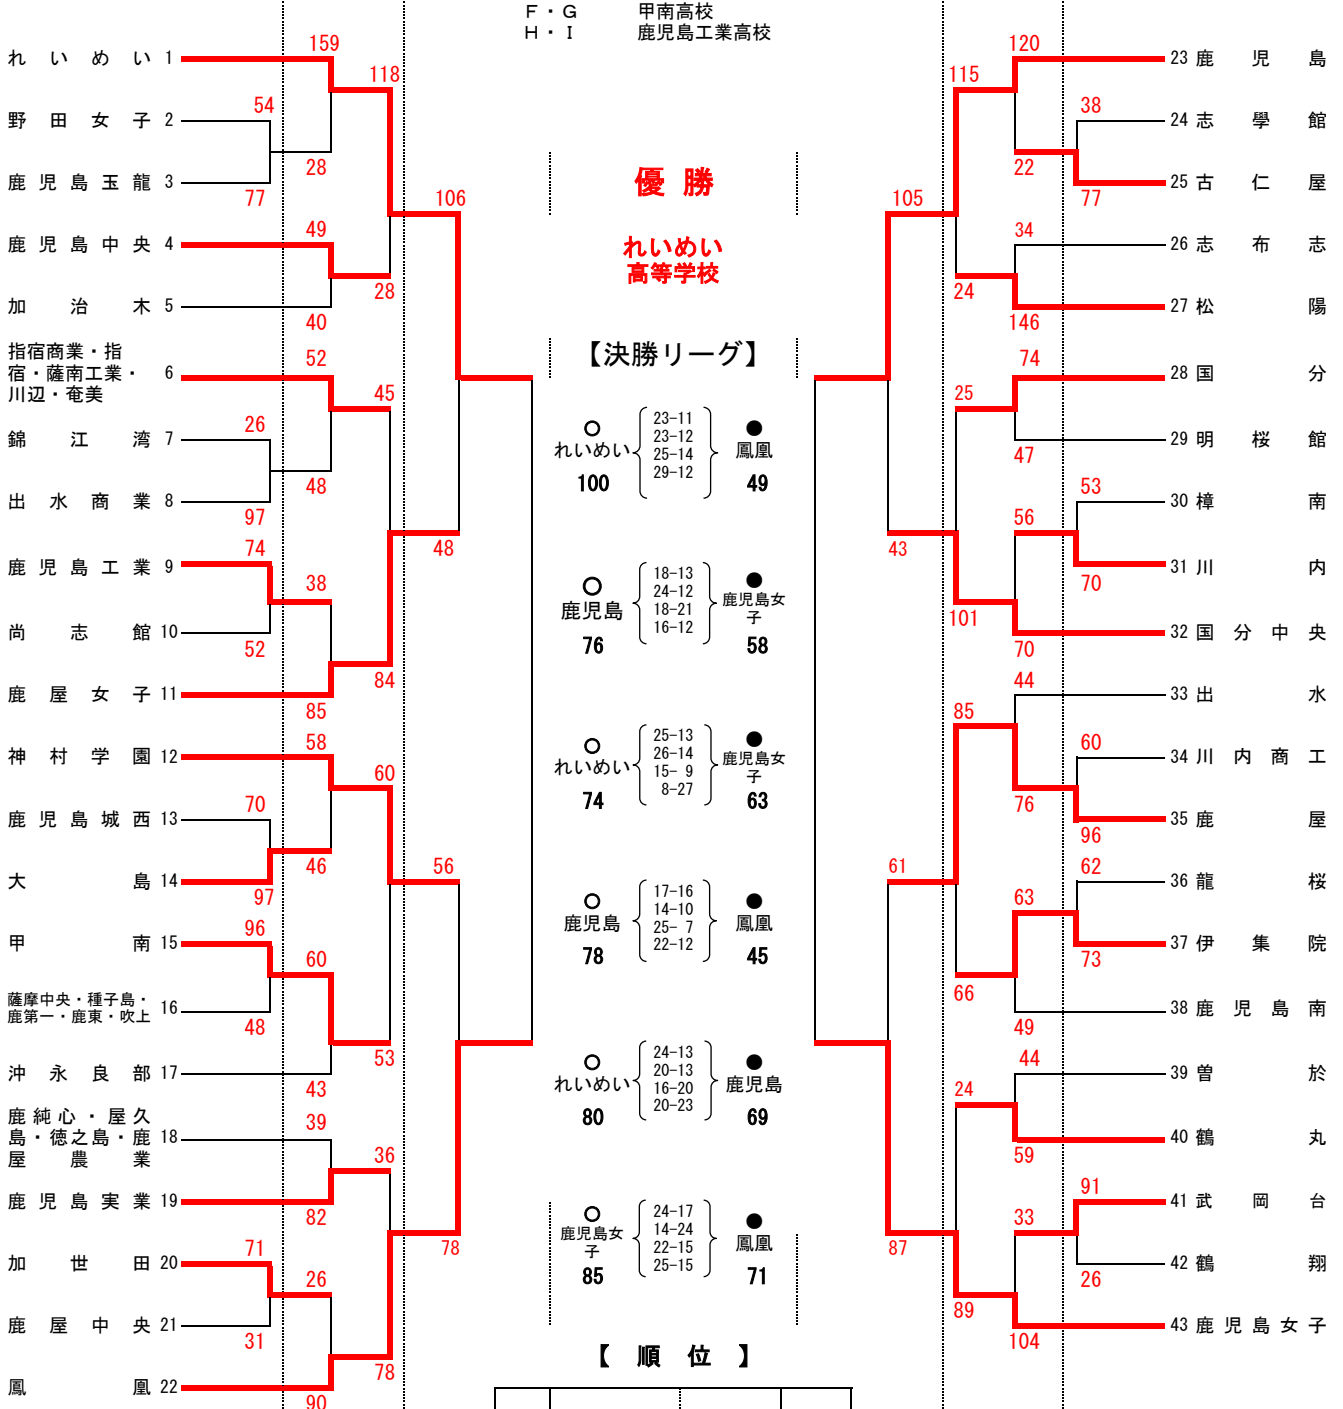 F・G 甲南高校
H・I 鹿児島工業高校
れいめい 1
159
118
野田女子 2
54
28
鹿児島玉龍 3
77
106
鹿児島中央 4
49
28
加治木 5
40
指宿商業・指
宿・薩南工業・ 6
川辺・奄美
52
45
錦江湾 7
26
48
出水商業 8
97
48
鹿児島工業 9
74
38
尚志館 10
52
84
鹿屋女子 11
85
神村学園 12
58
60
鹿児島城西 13
70
46
大島 14
97
56
甲南 15
96
60
薩摩中央・種子島・ 16
鹿第一・鹿東・吹上
48
53
沖永良部 17
43
鹿純心・屋久
島・徳之島・鹿 18
屋農業
39
36
鹿児島実業 19
82
78
加世田 20
71
26
鹿屋中央 21
31
78
鳳凰 22
90
優勝
れいめい
高等学校
【決勝リーグ】
○ 23-11 ●
れいめい 23-12 鳳凰
25-14
100 29-12 49
○ 18-13 ●
鹿児島 24-12 鹿児島女
18-21 子
76 16-12 58
○ 25-13 ●
れいめい 26-14 鹿児島女
15- 9 子
74 8-27 63
○ 17-16 ●
鹿児島 14-10 鳳凰
25- 7
78 22-12 45
○ 24-13 ●
れいめい 20-13 鹿児島
16-20
80 20-23 69
○ 24-17 ●
鹿児島女 14-24 鳳凰
子 22-15
85 25-15 71
【順位】
120
115
23 鹿児島
38
24 志學館
22
25 古仁屋
77
105
34
26 志布志
24
27 松陽
146
74
28 国分
25
29 明桜館
47
53
30 樟南
56
43
31 川内
70
101
32 国分中央
70
44
33 出水
85
60
34 川内商工
76
35 鹿屋
96
61
62
36 龍桜
63
37 伊集院
73
66
38 鹿児島南
49
44
39 曽於
24
40 鶴丸
59
91
41 武岡台
33
87
42 鶴翔
26
89
43 鹿児島女子
104